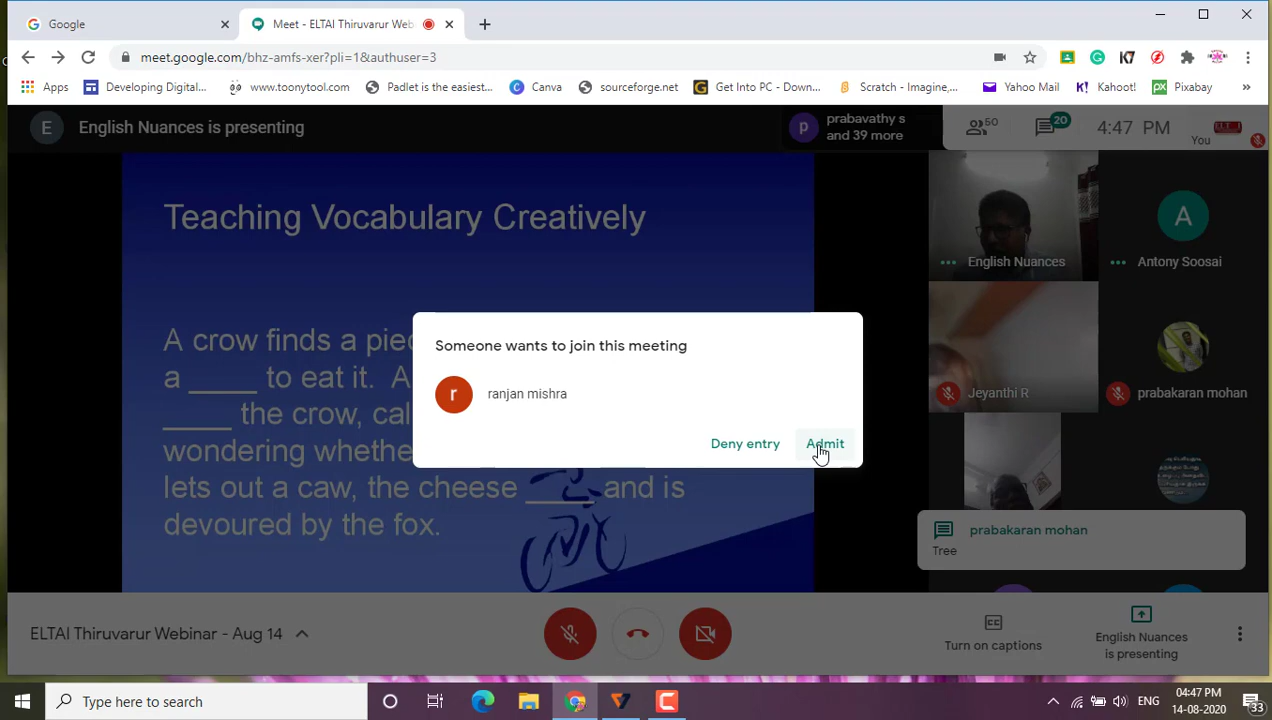 Google
Meet - ELTAI Thiruvarur Web
meet.google.com/bhz-amfs-xer?pli=1&authuser=3
Apps
Developing Digital...
www.toonytool.com
Padlet is the easiest...
Canva
sourceforge.net
Get Into PC - Down...
Scratch - Imagine,...
Yahoo Mail
Kahoot!
Pixabay
E English Nuances is presenting
p prabavathy s
and 39 more
50
20
4:47 PM
You
Teaching Vocabulary Creatively
A crow finds a pie
a _____ to eat it. A
_____ the crow, cal
wondering whethe
lets out a caw, the cheese _____ and is
devoured by the fox.
Someone wants to join this meeting
r ranjan mishra
Deny entry
Admit
English Nuances
A
Antony Soosai
Jeyanthi R
prabakaran mohan
prabakaran mohan
Tree
ELTAI Thiruvarur Webinar - Aug 14
CC
Turn on captions
English Nuances
is presenting
Type here to search
ENG
04:47 PM
14-08-2020
33